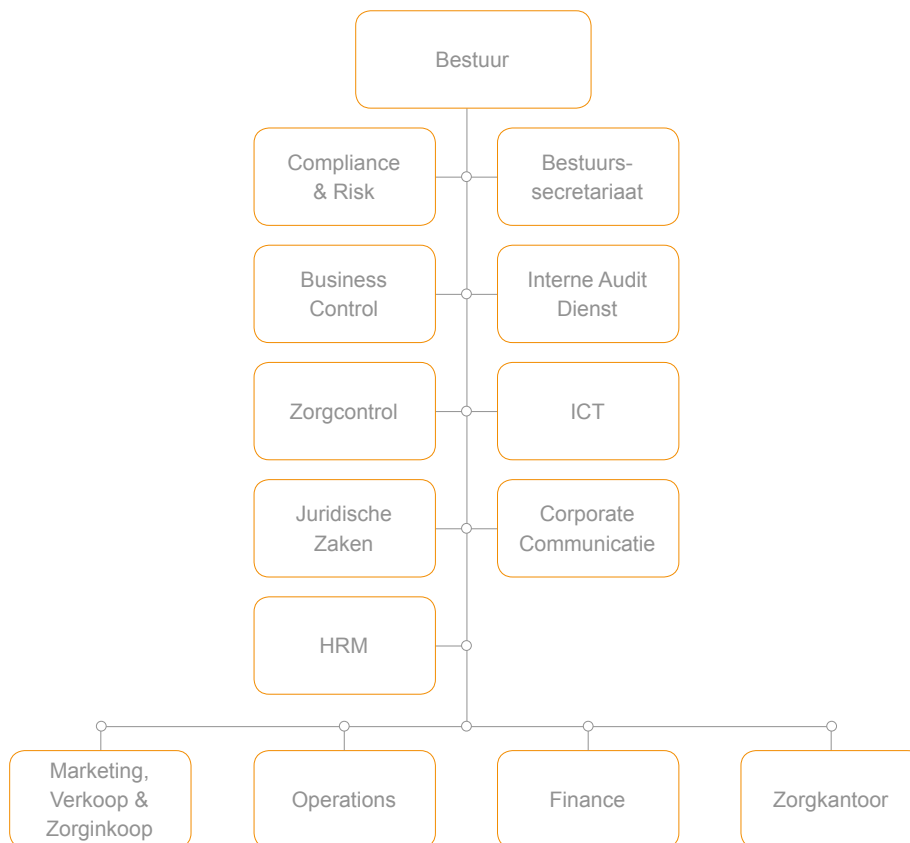 Bestuur
Compliance
& Risk
Bestuurs-
secretariaat
Business
Control
Interne Audit
Dienst
Zorgcontrol
ICT
Juridische
Zaken
Corporate
Communicatie
HRM
Marketing,
Verkoop &
Zorginkoop
Operations
Finance
Zorgkantoor